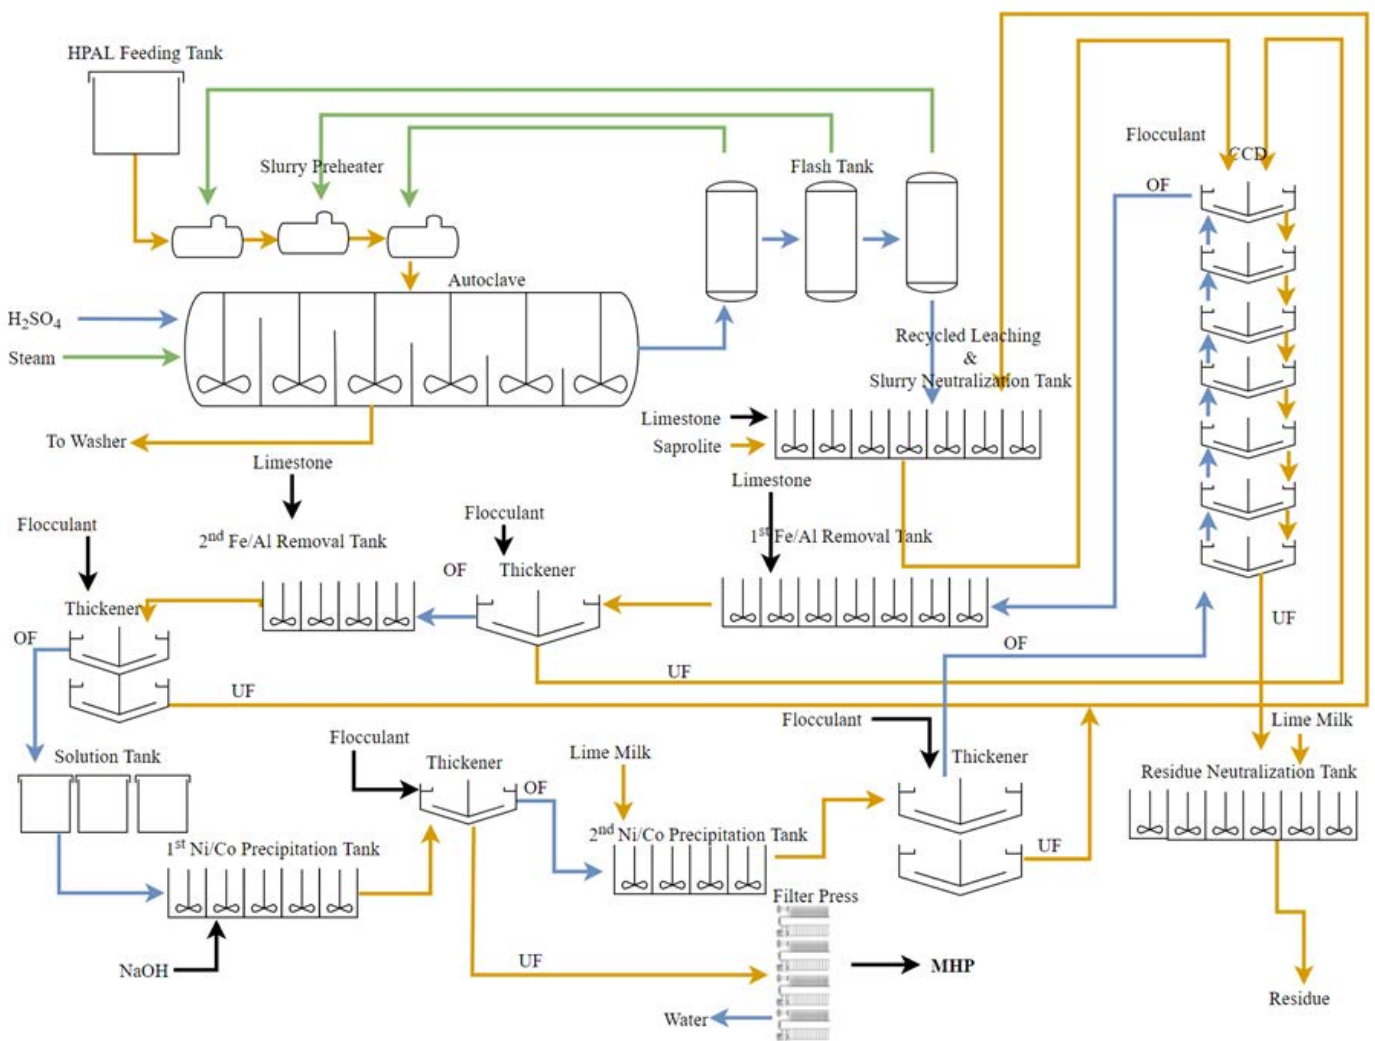 HPAL Feeding Tank
Flocculant
CCD
Slurry Preheater
Flash Tank
OF
UF
Autoclave
H2SO4
Steam
Recycled Leaching
&
Slurry Neutralization Tank
Limestone
Saprolite
To Washer
Limestone
Limestone
Flocculant
Flocculant
2nd Fe/Al Removal Tank
1st Fe/Al Removal Tank
OF
Thickener
Thickener
OF
UF
OF
UF
UF
Flocculant
Lime Milk
Flocculant
Solution Tank
Thickener
Lime Milk
Thickener
Residue Neutralization Tank
OF
1st Ni/Co Precipitation Tank
2nd Ni/Co Precipitation Tank
UF
Filter Press
NaOH
UF
MHP
Water
Residue